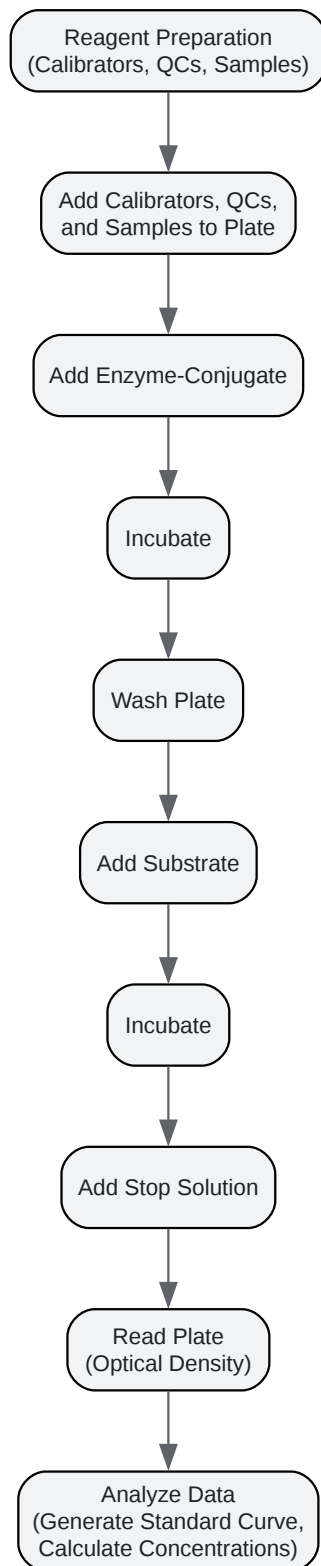 Reagent Preparation
(Calibrators, QCs, Samples)
Add Calibrators, QCs,
and Samples to Plate
Add Enzyme-Conjugate
Incubate
Wash Plate
Add Substrate
Incubate
Add Stop Solution
Read Plate
(Optical Density)
Analyze Data
(Generate Standard Curve,
Calculate Concentrations)